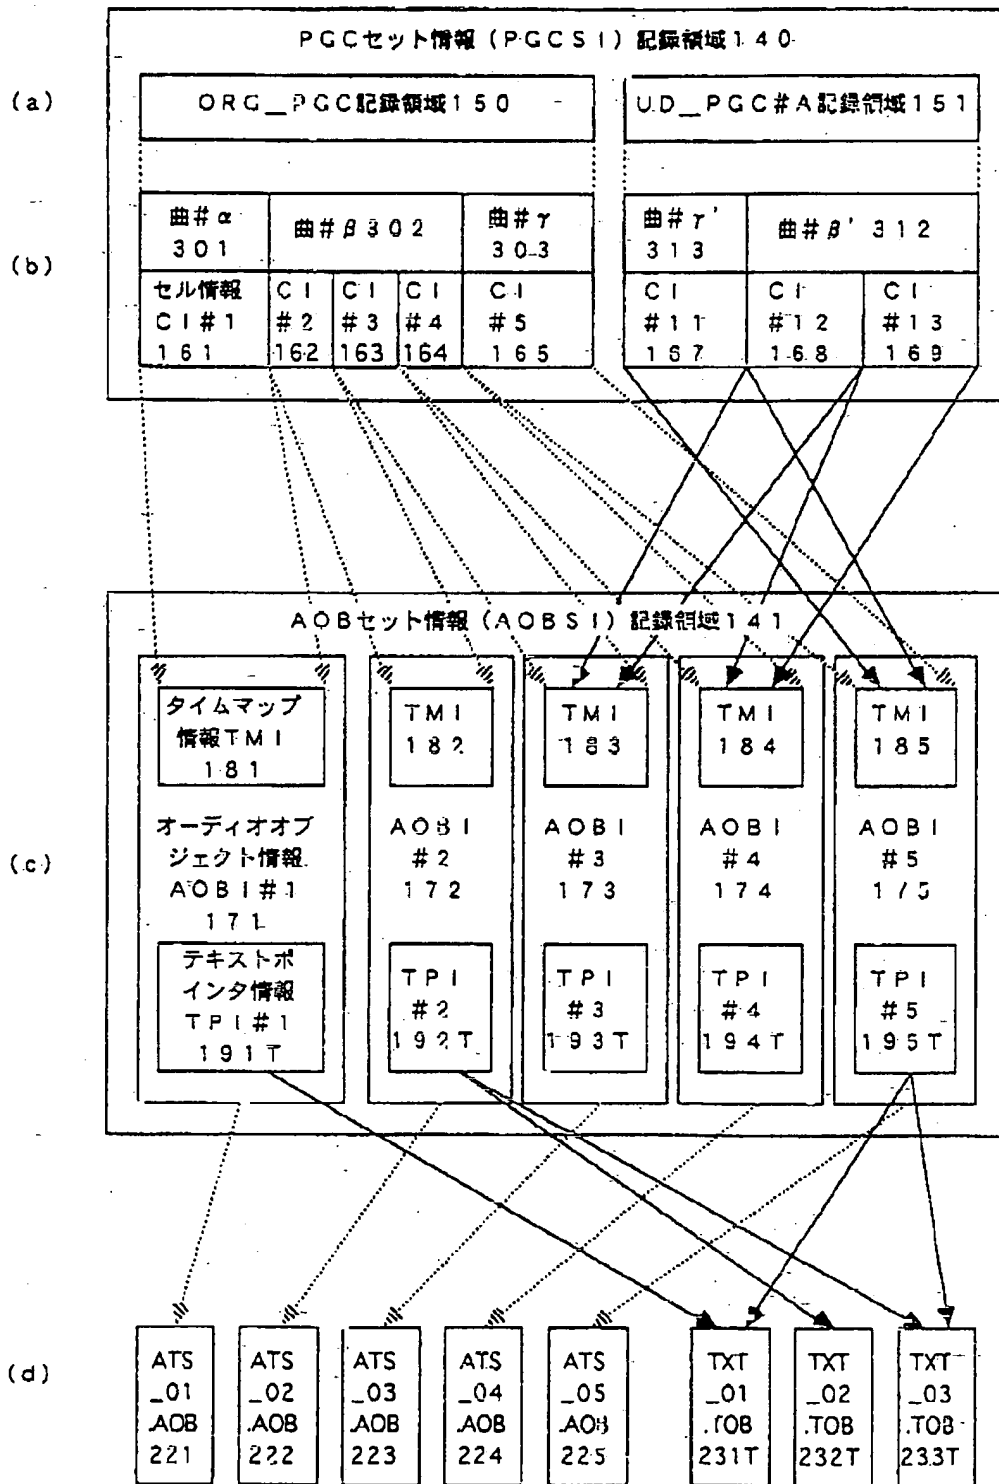 PGCセット情報(PGCSI)記録領域140
(a)
ORG_PGC記録領域150
UD_PGC#A記録領域151
(b)
曲#α
301
曲#β302
曲#γ
303
曲#γ'
313
曲#β'312
セル情報
CI#1
161
CI
#2
162
CI
#3
163
CI
#4
164
CI
#5
165
CI
#11
167
CI
#12
168
CI
#13
169
AOBセット情報(AOBSI)記録領域141
(c)
タイムマップ
情報TMI
181
オーディオオブ
ジェクト情報
AOBI#1
171
テキストポ
インタ情報
TPI#1
191T
TMI
182
AOBI
#2
172
TPI
#2
192T
TMI
183
AOBI
#3
173
TPI
#3
193T
TMI
184
AOBI
#4
174
TPI
#4
194T
TMI
185
AOBI
#5
175
TPI
#5
195T
(d)
ATS
_01
.AOB
221
ATS
_02
.AOB
222
ATS
_03
.AOB
223
ATS
_04
.AOB
224
ATS
_05
.AOB
225
TXT
_01
.TOB
231T
TXT
_02
.TOB
232T
TXT
_03
.TOB
233T